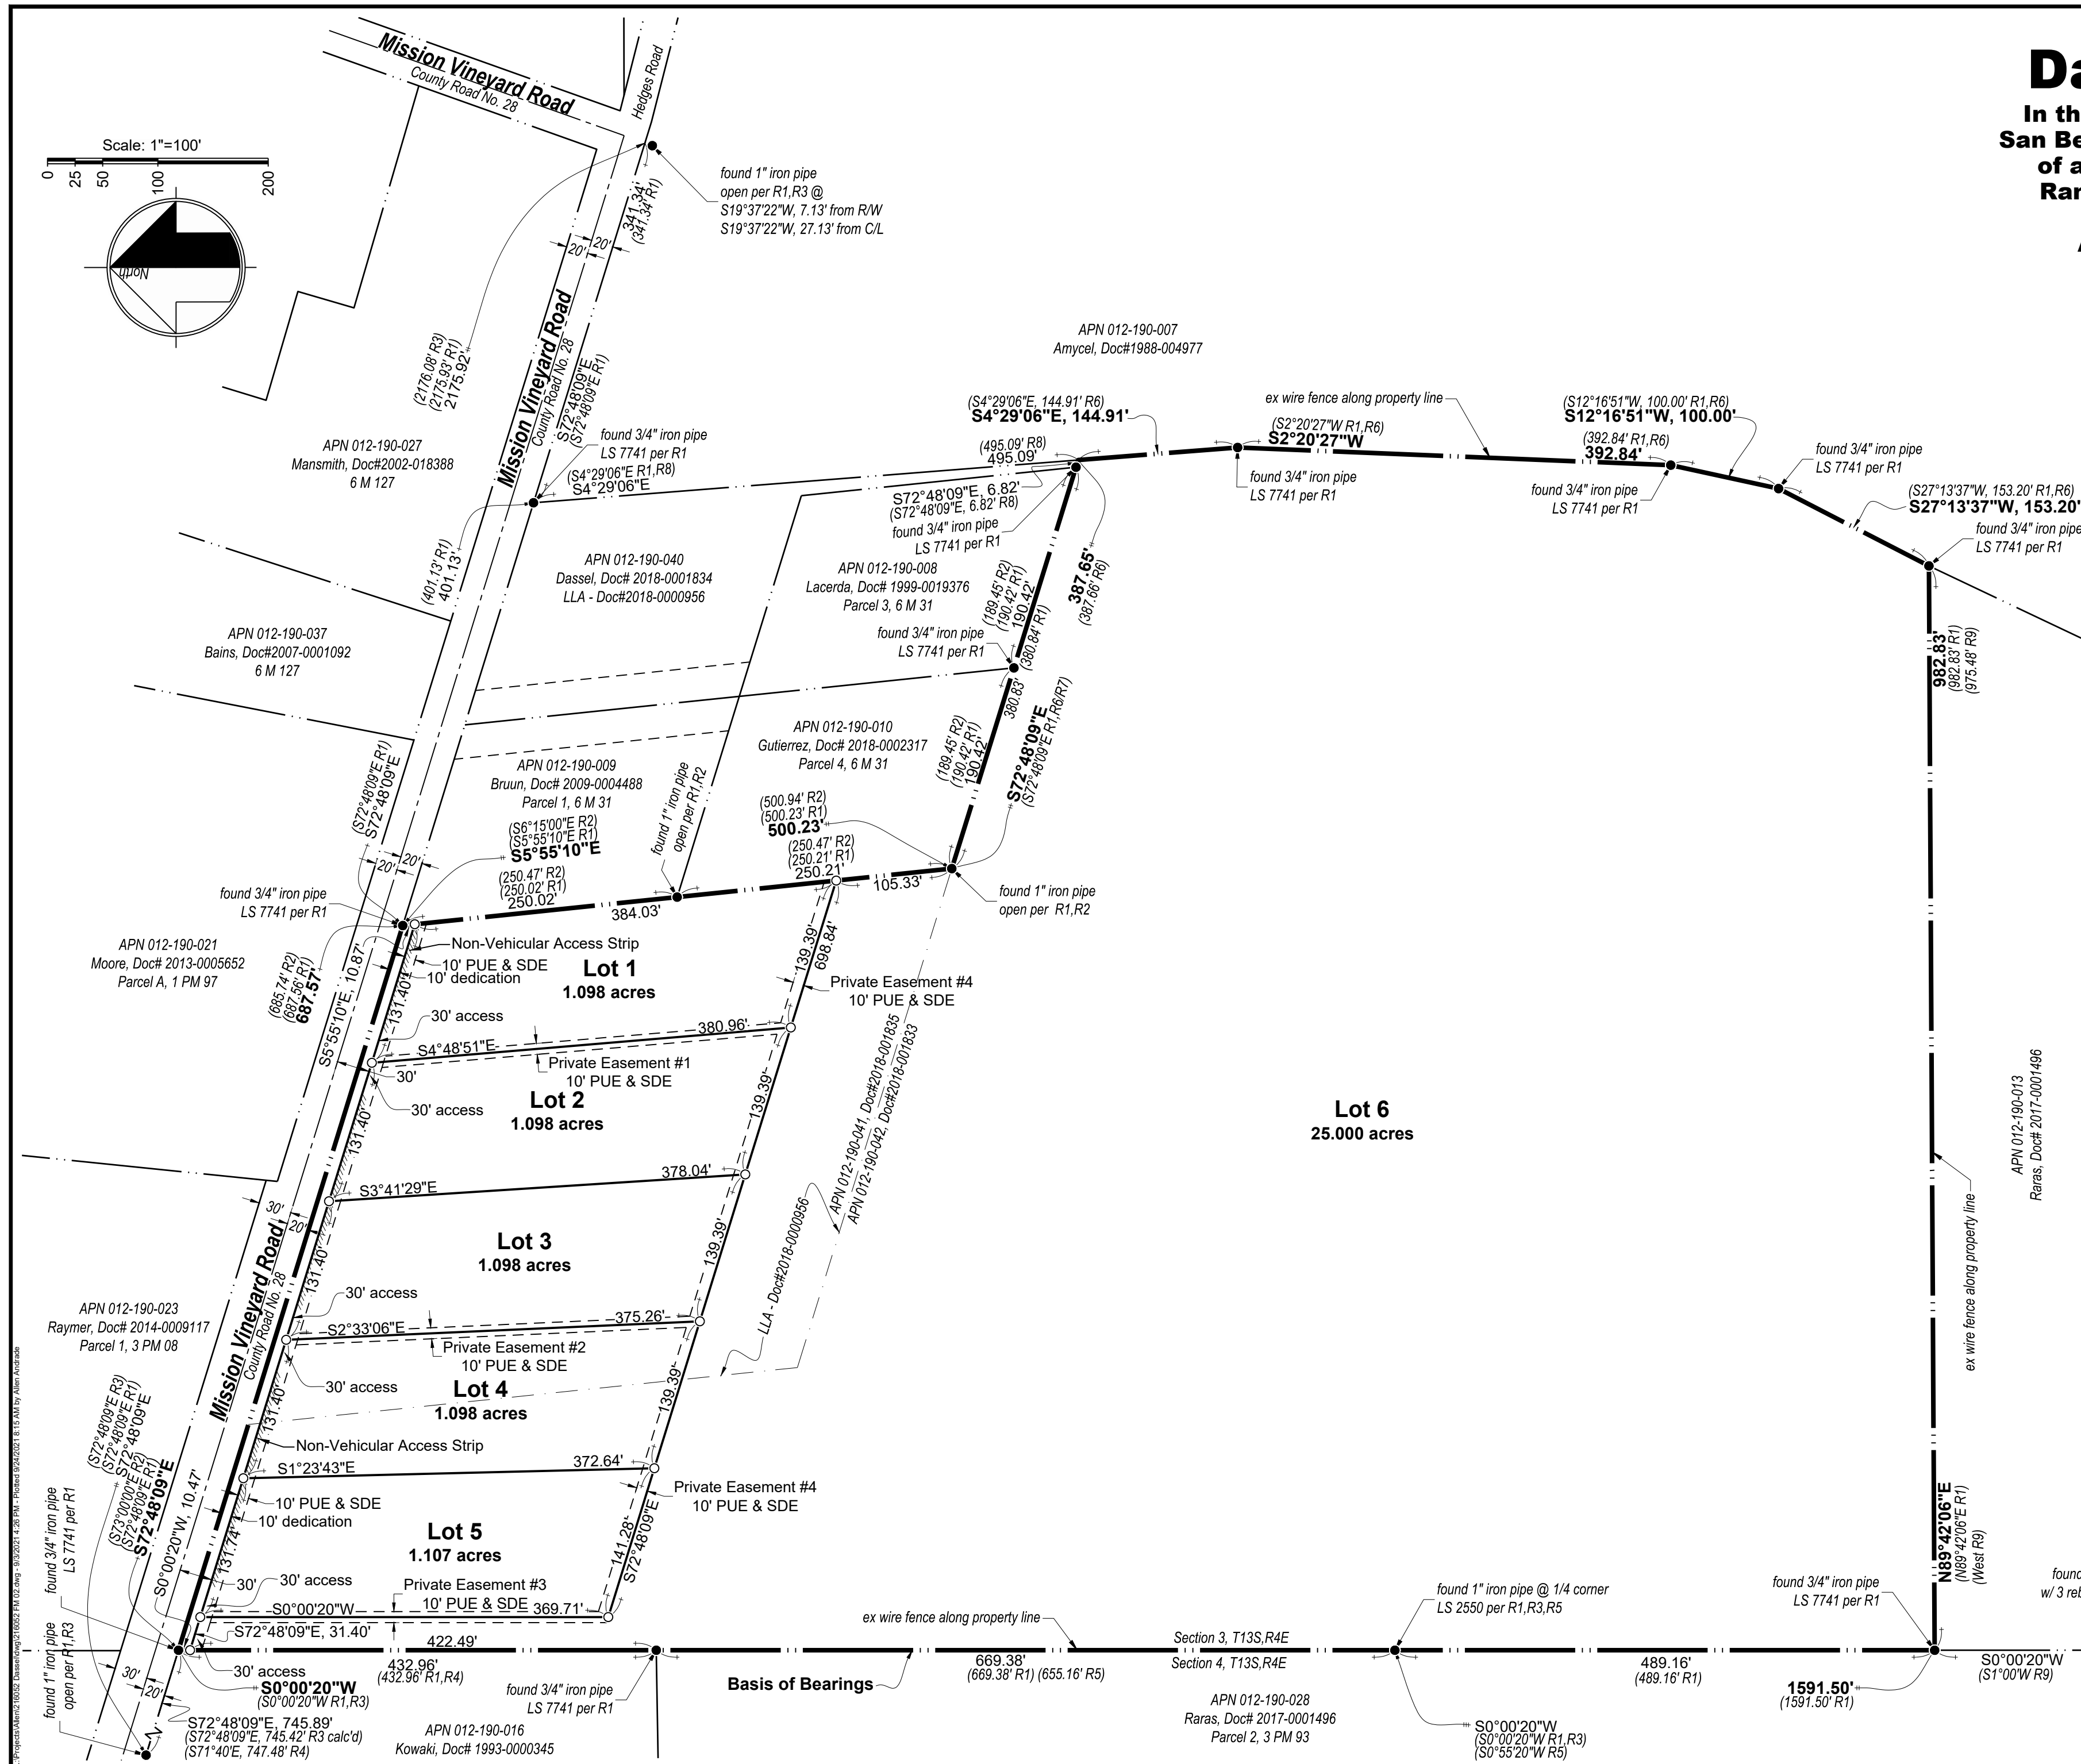 Mission Vineyard Road
County Road No. 28
Hedges Road
Scale: 1"=100'
0 25 50 100 200
North
Da
In th
San Be
of a
Ran
found 1" iron pipe
open per R1,R3 @
S19°37'22"W, 7.13' from R/W
S19°37'22"W, 27.13' from C/L
341.34'
(341.34' R1)
20' 20'
(2176.08' R3)
(2175.93' R1)
2175.92'
Mission Vineyard Road
County Road No. 28
S72°48'09"E
(S72°48'09"E R1)
APN 012-190-007
Amycel, Doc#1988-004977
APN 012-190-027
Mansmith, Doc#2002-018388
6 M 127
found 3/4" iron pipe
LS 7741 per R1
(S4°29'06"E R1,R8)
S4°29'06"E
(495.09' R8)
495.09'
(S4°29'06"E, 144.91' R6)
S4°29'06"E, 144.91'
ex wire fence along property line
(S2°20'27"W R1,R6)
S2°20'27"W
found 3/4" iron pipe
LS 7741 per R1
(S12°16'51"W, 100.00' R1,R6)
S12°16'51"W, 100.00'
(392.84' R1,R6)
392.84'
found 3/4" iron pipe
LS 7741 per R1
found 3/4" iron pipe
LS 7741 per R1
(S27°13'37"W, 153.20' R1,R6)
S27°13'37"W, 153.20'
found 3/4" iron pipe
LS 7741 per R1
S72°48'09"E, 6.82'
(S72°48'09"E, 6.82' R8)
found 3/4" iron pipe
LS 7741 per R1
(401.13' R1)
401.13'
APN 012-190-040
Dassel, Doc# 2018-0001834
LLA - Doc#2018-0000956
APN 012-190-008
Lacerda, Doc# 1999-0019376
Parcel 3, 6 M 31
(189.45' R2)
(190.42' R1)
190.42'
387.65'
(387.66' R6)
found 3/4" iron pipe
LS 7741 per R1
(380.84' R1)
380.83'
APN 012-190-037
Bains, Doc#2007-0001092
6 M 127
982.83'
(982.83' R1)
(975.48' R9)
APN 012-190-010
Gutierrez, Doc# 2018-0002317
Parcel 4, 6 M 31
(189.45' R2)
(190.42' R1)
190.42'
S72°48'09"E
(S72°48'09"E R1,R6/R7)
APN 012-190-009
Bruun, Doc# 2009-0004488
Parcel 1, 6 M 31
(S72°48'09"E R1)
S72°48'09"E
20' 20'
(S6°15'00"E R2)
(S5°55'10"E R1)
S5°55'10"E
(250.47' R2)
(250.02' R1)
250.02'
384.03'
found 1" iron pipe
open per R1,R2
(500.94' R2)
(500.23' R1)
500.23'
(250.47' R2)
(250.21' R1)
250.21'
105.33'
found 1" iron pipe
open per R1,R2
found 3/4" iron pipe
LS 7741 per R1
APN 012-190-021
Moore, Doc# 2013-0005652
Parcel A, 1 PM 97
(685.74' R2)
(687.56' R1)
687.57'
S5°55'10"E, 10.87'
Non-Vehicular Access Strip
10' PUE & SDE
10' dedication
Lot 1
1.098 acres
131.40'
139.39'
698.84'
Private Easement #4
10' PUE & SDE
30' access
S4°48'51"E
380.96'
Private Easement #1
10' PUE & SDE
30'
30' access
Lot 2
1.098 acres
131.40'
139.39'
APN 012-190-041, Doc#2018-001835
APN 012-190-042, Doc#2018-001833
Lot 6
25.000 acres
APN 012-190-013
Raras, Doc# 2017-0001496
S3°41'29"E
378.04'
30'
20'
LLA - Doc#2018-0000956
Lot 3
1.098 acres
131.40'
139.39'
ex wire fence along property line
Mission Vineyard Road
County Road No. 28
30' access
S2°33'06"E
375.26'
Private Easement #2
10' PUE & SDE
30' access
APN 012-190-023
Raymer, Doc# 2014-0009117
Parcel 1, 3 PM 08
Lot 4
1.098 acres
131.40'
139.39'
Non-Vehicular Access Strip
S1°23'43"E
372.64'
Private Easement #4
10' PUE & SDE
(S72°48'09"E R3)
(S72°48'09"E R1)
S72°48'09"E
(S73°00'00"E R2)
(S72°48'09"E R1)
S72°48'09"E
S0°00'20"W, 10.47'
10' PUE & SDE
10' dedication
Lot 5
1.107 acres
131.74'
141.28'
S72°48'09"E
found 3/4" iron pipe
LS 7741 per R1
30'
30' access
Private Easement #3
10' PUE & SDE
S0°00'20"W
369.71'
S72°48'09"E, 31.40'
422.49'
found 1" iron pipe
open per R1,R3
30' access
432.96'
(432.96' R1,R4)
S0°00'20"W
(S0°00'20"W R1,R3)
30'
20'
S72°48'09"E, 745.89'
(S72°48'09"E, 745.42' R3 calc'd)
(S71°40'E, 747.48' R4)
found 3/4" iron pipe
LS 7741 per R1
APN 012-190-016
Kowaki, Doc# 1993-0000345
ex wire fence along property line
Basis of Bearings
669.38'
(669.38' R1) (655.16' R5)
Section 3, T13S,R4E
Section 4, T13S,R4E
APN 012-190-028
Raras, Doc# 2017-0001496
Parcel 2, 3 PM 93
found 1" iron pipe @ 1/4 corner
LS 2550 per R1,R3,R5
S0°00'20"W
(S0°00'20"W R1,R3)
(S0°55'20"W R5)
489.16'
(489.16' R1)
found 3/4" iron pipe
LS 7741 per R1
1591.50'
(1591.50' R1)
N89°42'06"E
(N89°42'06"E R1)
(West R9)
S0°00'20"W
(S1°00'W R9)
found
w/ 3 reb